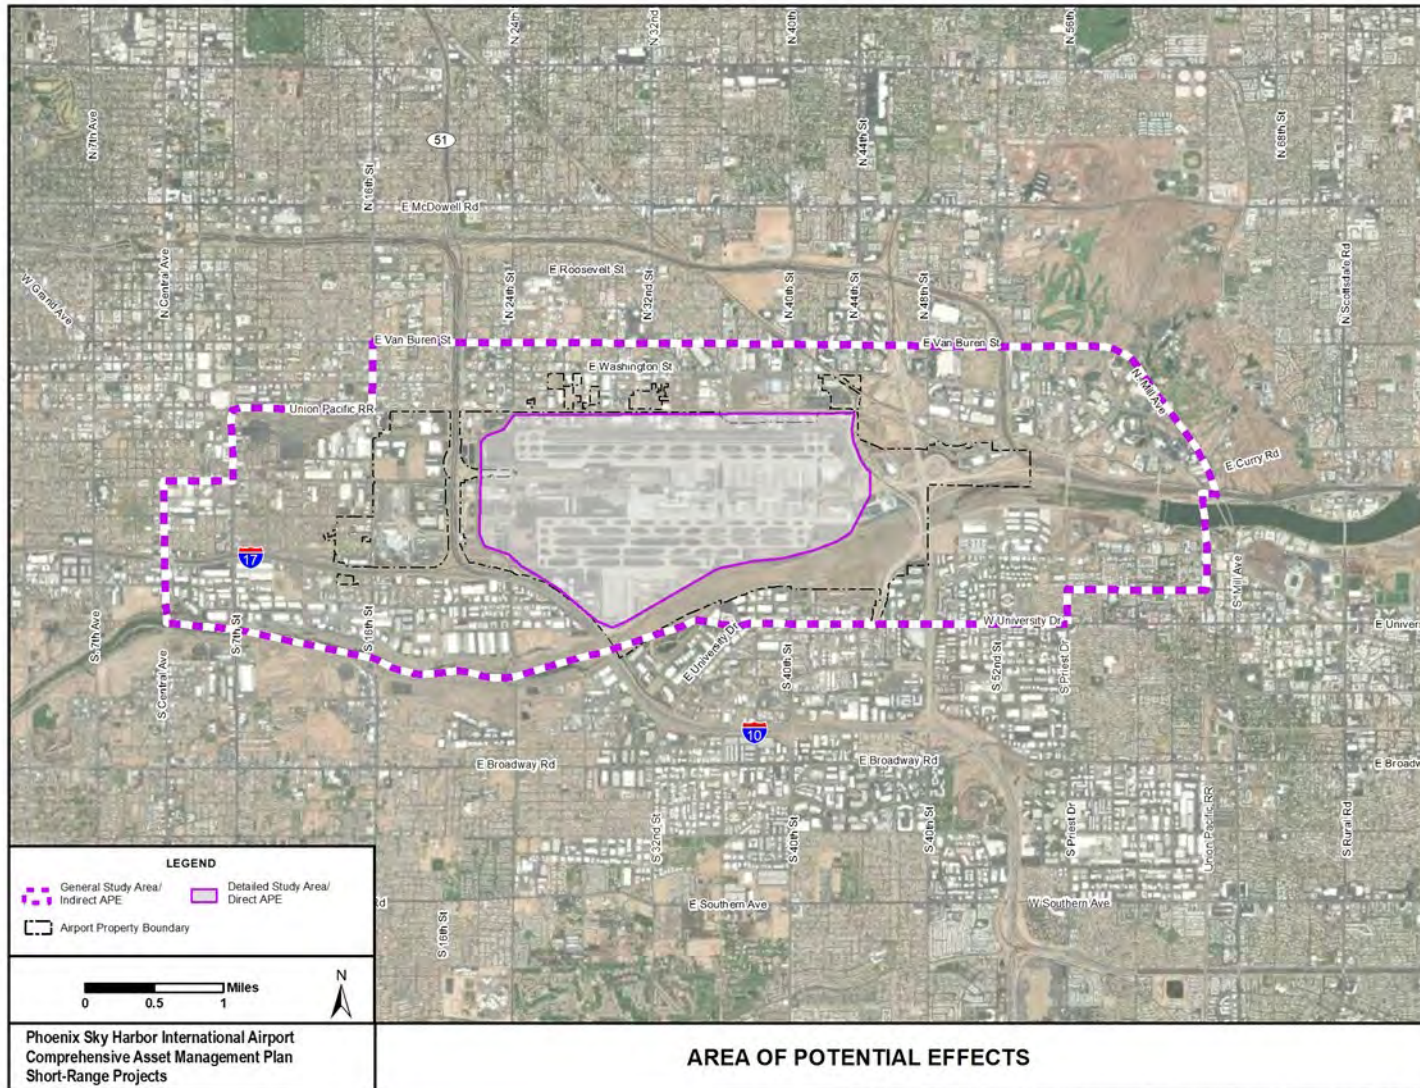 N 24th St
N 32nd St
N 40th St
N 56th St
N 7th Ave
N 16th St
51
N 44th St
N 68th St
E McDowell Rd
W Grand Ave
N Central Ave
E Roosevelt St
N 24th St
N 32nd St
N 40th St
N 44th St
N 48th St
N Scottsdale Rd
E Van Buren St
E Van Buren St
E Washington St
N Mill Ave
Union Pacific RR
E Curry Rd
17
S 7th Ave
S 7th St
S 16th St
S Mill Ave
W University Dr
E Univers
E University Dr
S Central Ave
S 40th St
S 52nd St
S Priest Dr
10
E Broadway Rd
E Broadway Rd
E Broadw
S 32nd St
S 40th St
S 40th St
S Priest Dr
Union Pacific RR
S Rural Rd
Rd
S 16th St
E Southern Ave
W Southern Ave
LEGEND
General Study Area/
Indirect APE
Detailed Study Area/
Direct APE
Airport Property Boundary
Miles
0 0.5 1
N
Phoenix Sky Harbor International Airport
Comprehensive Asset Management Plan
Short-Range Projects
AREA OF POTENTIAL EFFECTS